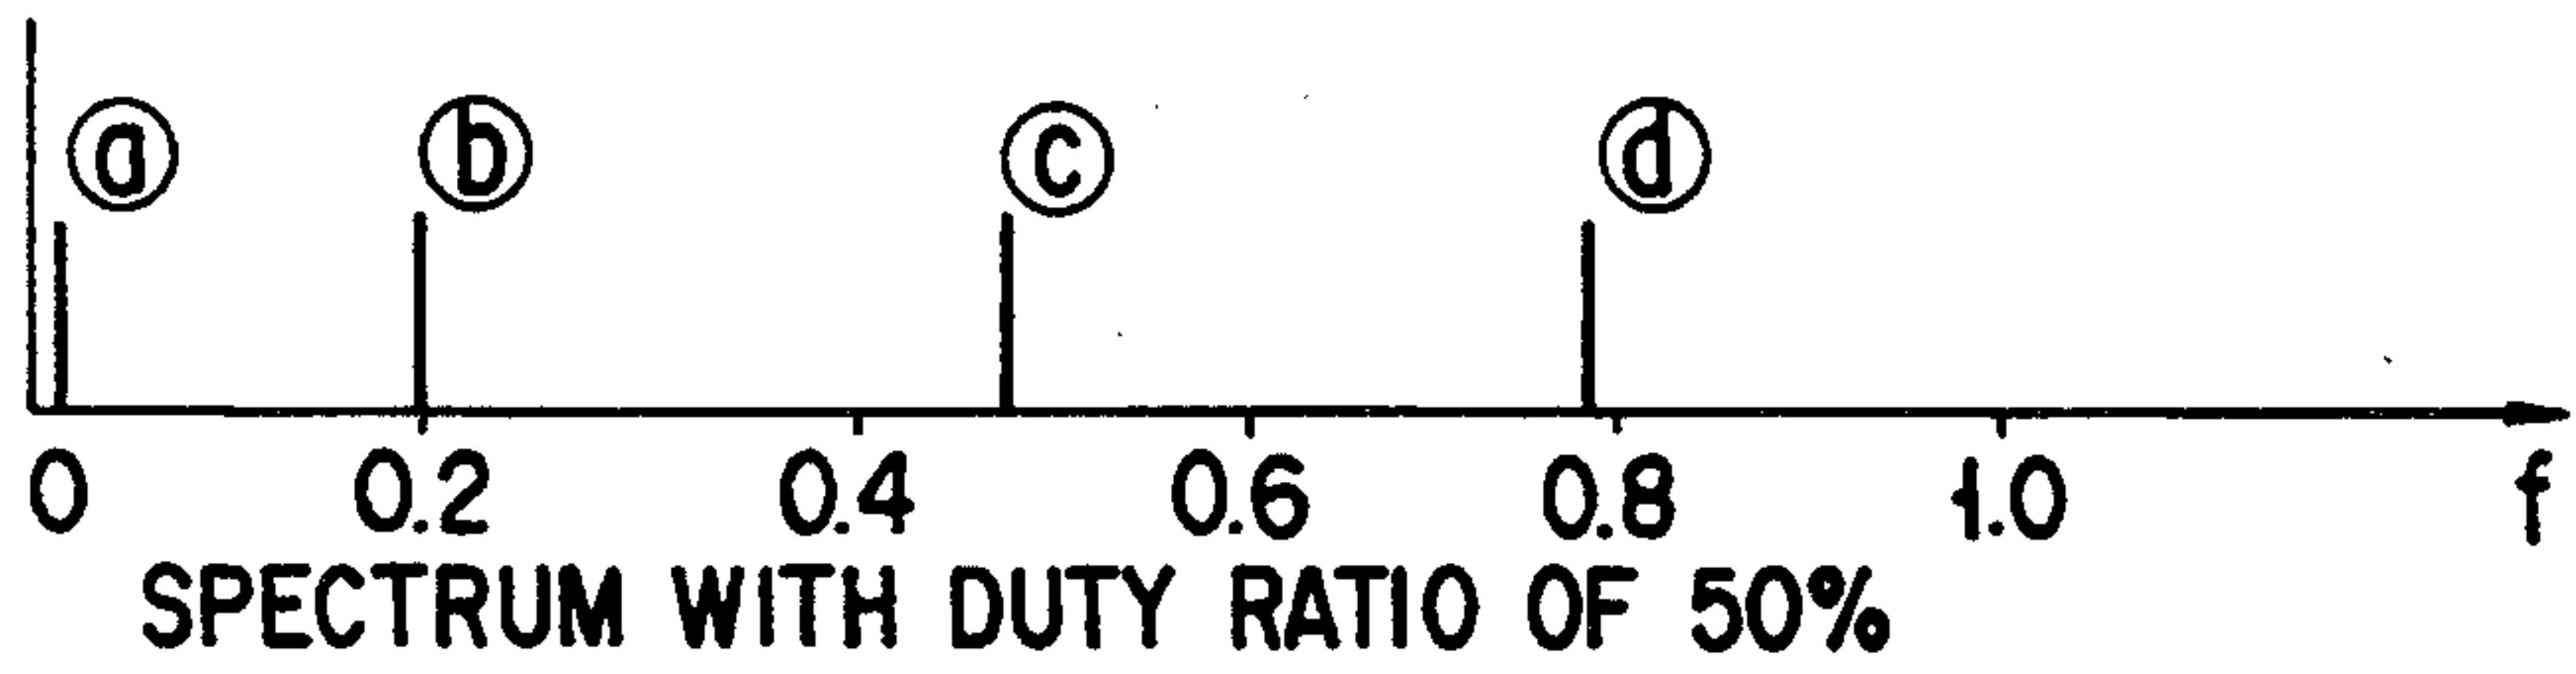 ⓐ ⓑ ⓒ ⓓ
0 0.2 0.4 0.6 0.8 1.0 f
SPECTRUM WITH DUTY RATIO OF 50%